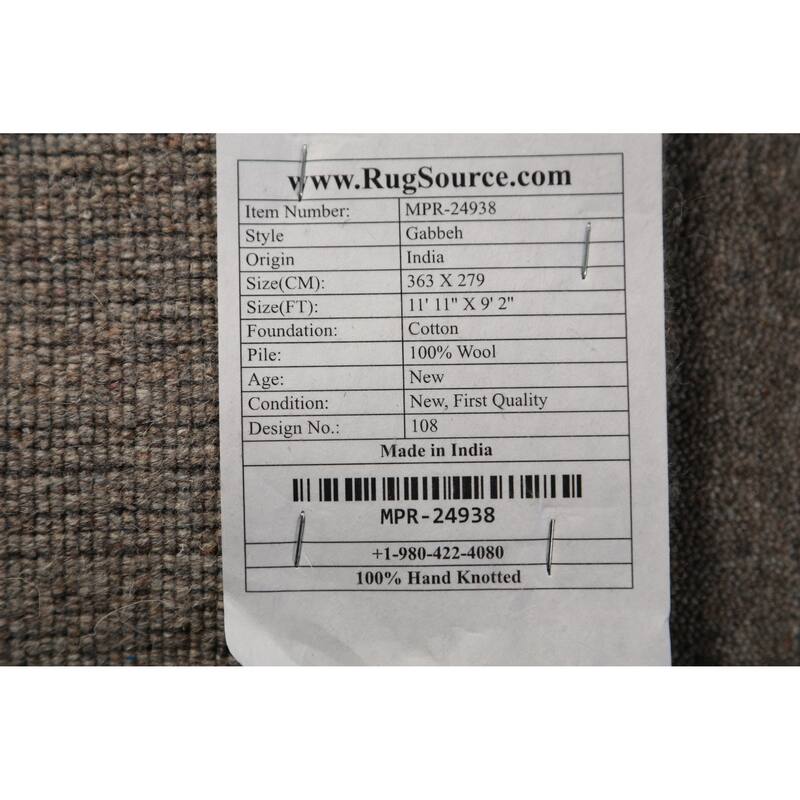 www.RugSource.com
Item Number: MPR-24938
Style Gabbeh
Origin India
Size(CM): 363 X 279
Size(FT): 11' 11" X 9' 2"
Foundation: Cotton
Pile: 100% Wool
Age: New
Condition: New, First Quality
Design No.: 108
Made in India
MPR-24938
+1-980-422-4080
100% Hand Knotted